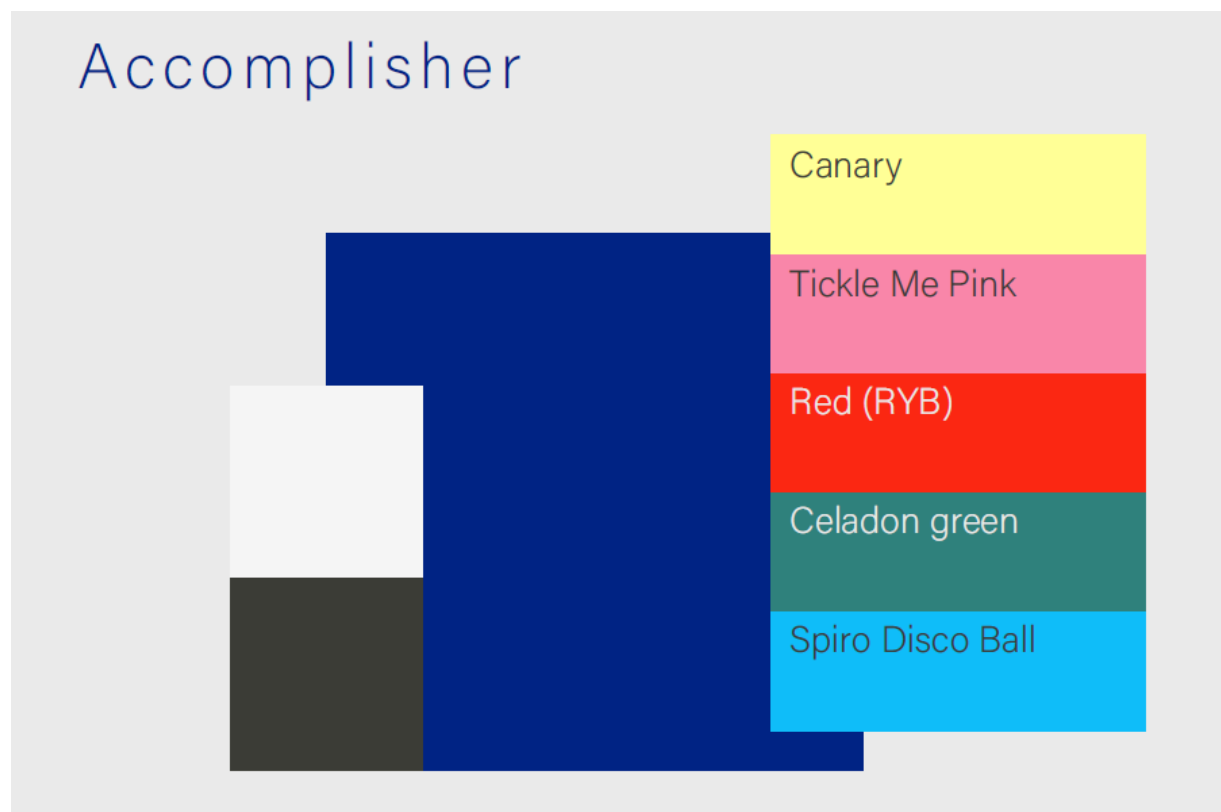 Accomplisher
Canary
Tickle Me Pink
Red (RYB)
Celadon green
Spiro Disco Ball